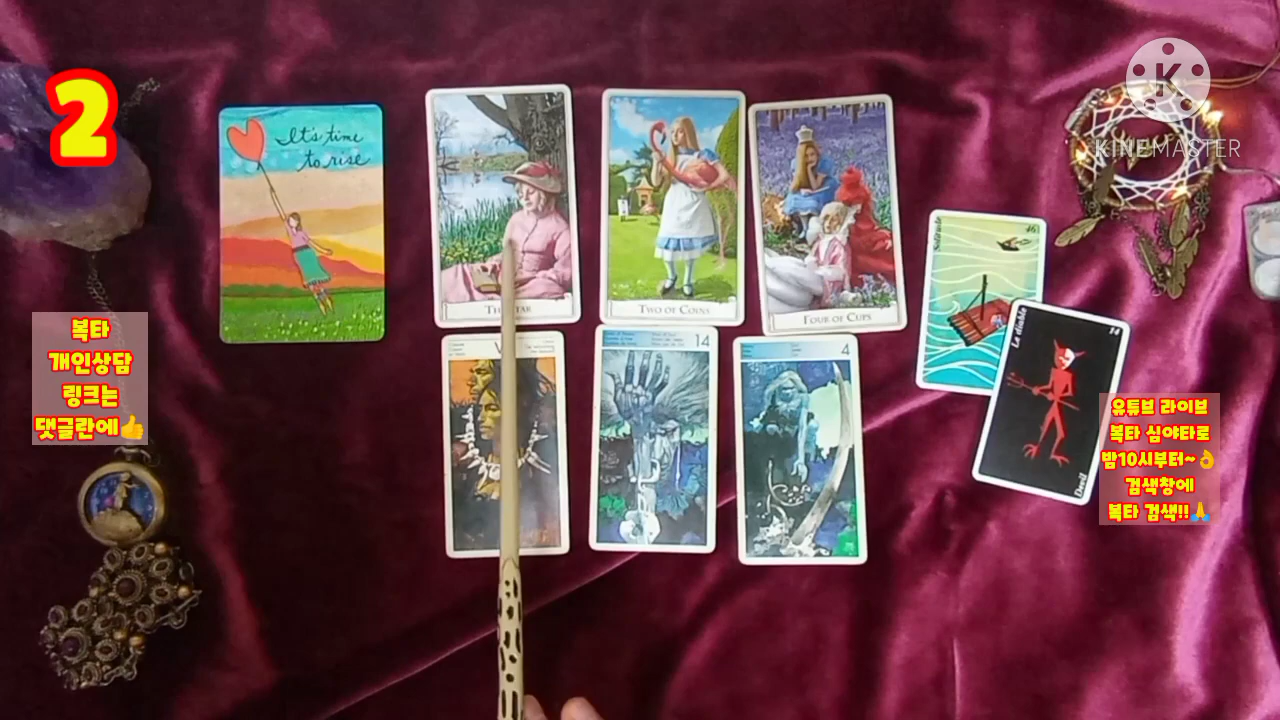 2
It's time
to rise
TWO OF COINS
FOUR OF CUPS
14
4
Solitude
La diable
14
Devil
K
KINEMASTER
복타
개인상담
링크는
댓글란에👍
유튜브 라이브
복타 심야타로
밤10시부터~👌
검색창에
복타 검색!!🙏